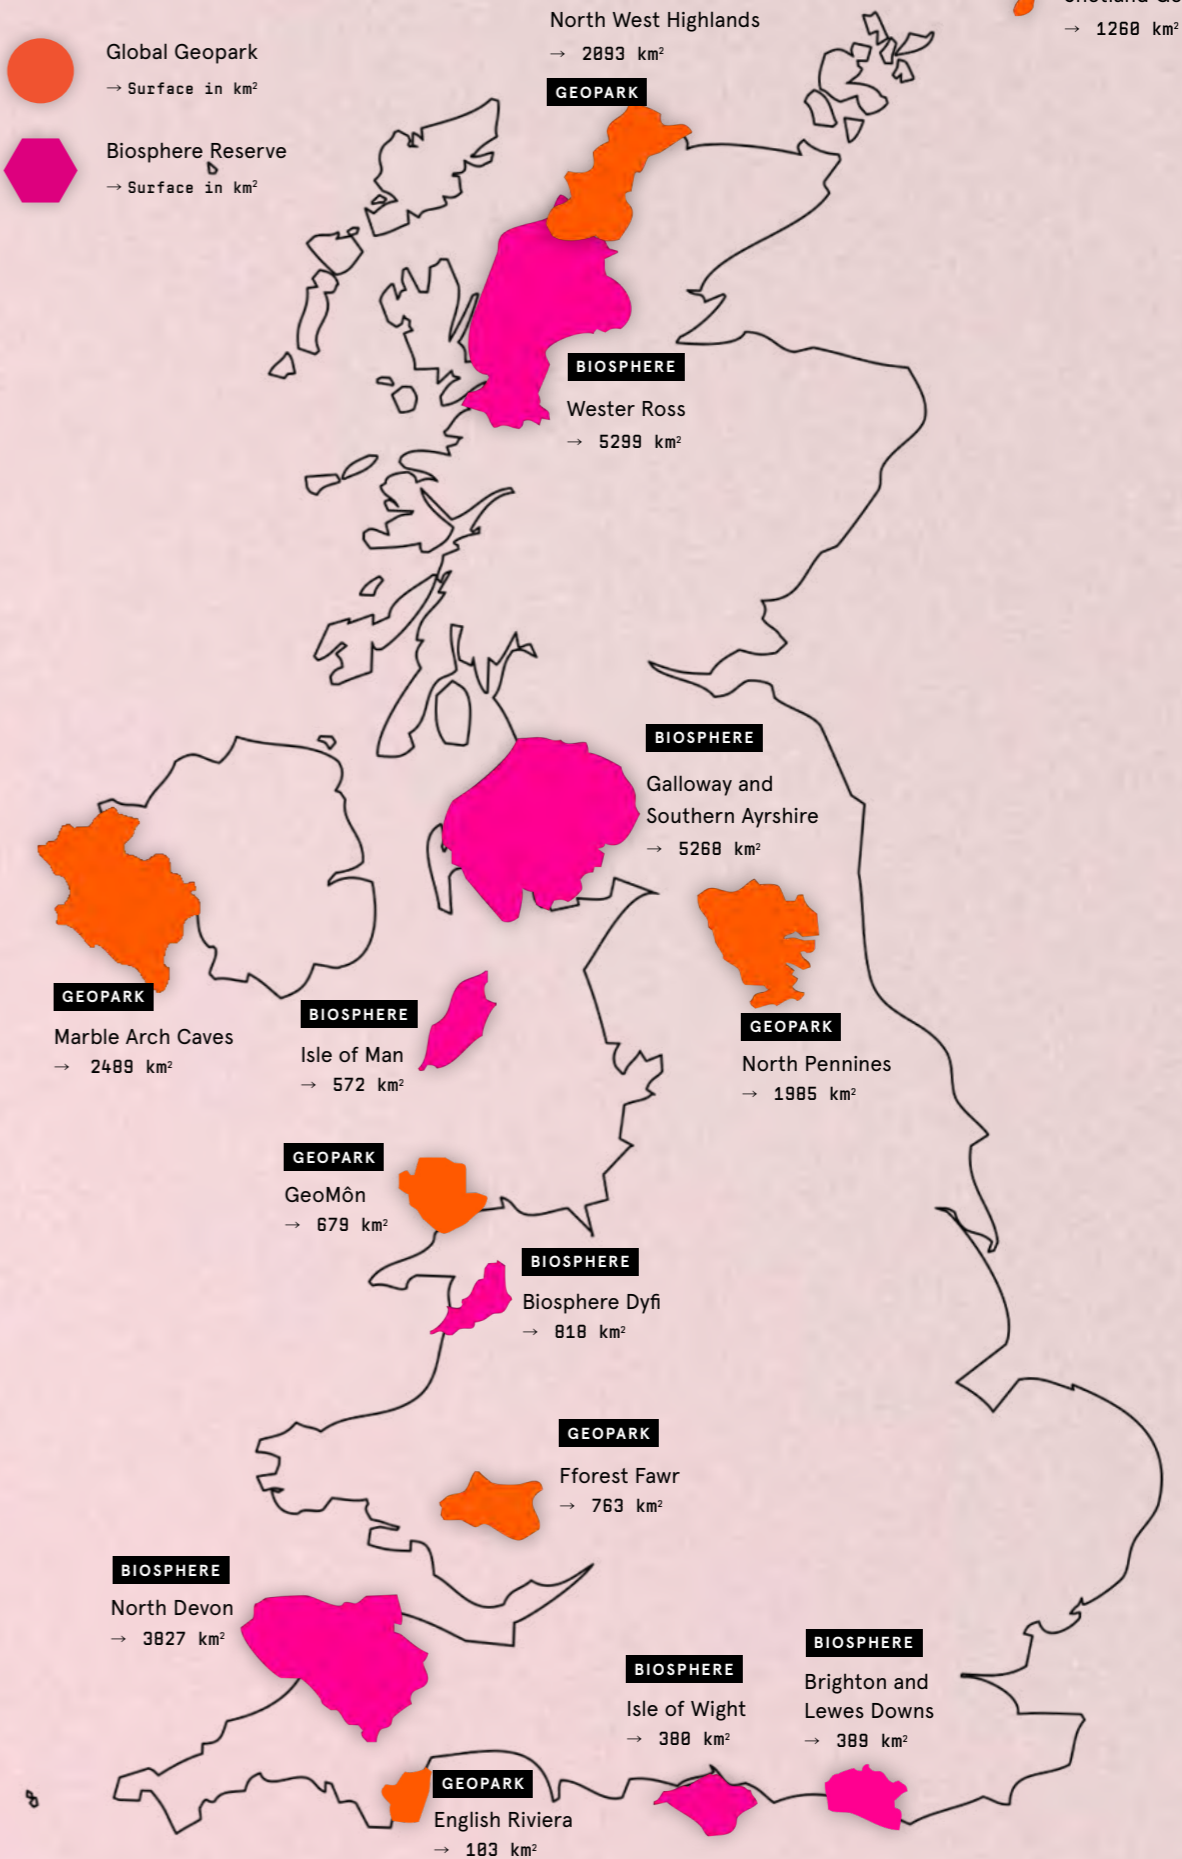 North West Highlands
→ 2093 km²
GEOPARK
→ 1260 km²
Global Geopark
→ Surface in km²
Biosphere Reserve
→ Surface in km²
BIOSPHERE
Wester Ross
→ 5299 km²
BIOSPHERE
Galloway and
Southern Ayrshire
→ 5268 km²
GEOPARK
Marble Arch Caves
→ 2489 km²
BIOSPHERE
Isle of Man
→ 572 km²
GEOPARK
North Pennines
→ 1985 km²
GEOPARK
GeoMôn
→ 679 km²
BIOSPHERE
Biosphere Dyfi
→ 818 km²
GEOPARK
Fforest Fawr
→ 763 km²
BIOSPHERE
North Devon
→ 3827 km²
BIOSPHERE
Isle of Wight
→ 380 km²
BIOSPHERE
Brighton and
Lewes Downs
→ 389 km²
GEOPARK
English Riviera
→ 103 km²